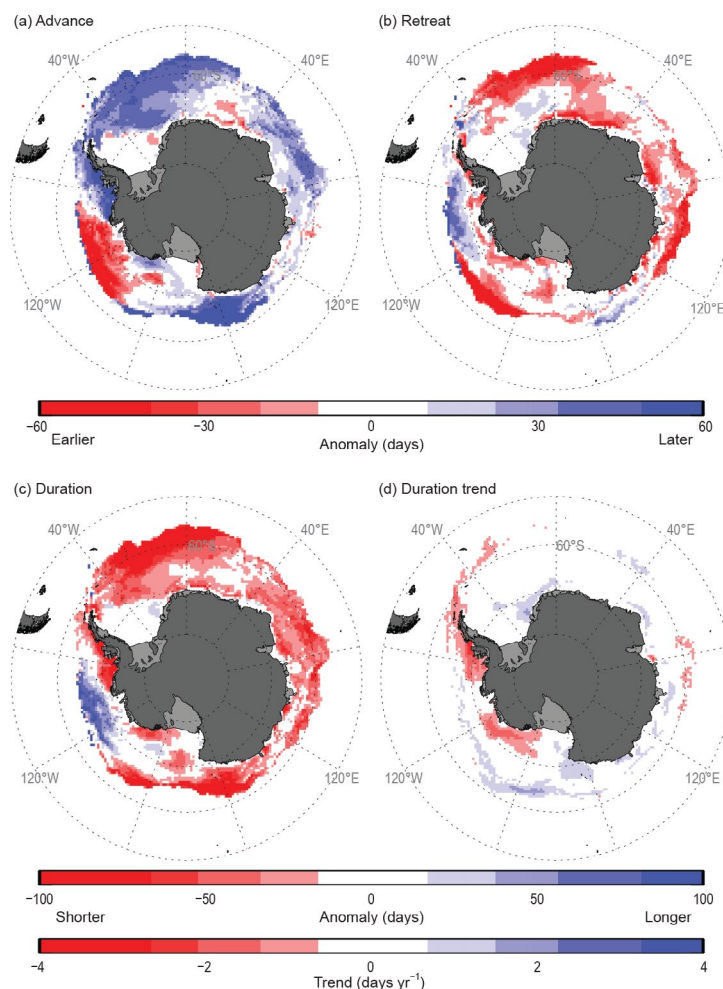 (a) Advance
(b) Retreat
40°W
60°S
40°E
40°W
60°S
40°E
120°W
120°E
120°W
120°E
−60
−30
0
30
60
Earlier
Anomaly (days)
Later
(c) Duration
(d) Duration trend
40°W
60°S
40°E
40°W
60°S
40°E
120°W
120°E
120°W
120°E
−100
−50
0
50
100
Shorter
Anomaly (days)
Longer
−4
−2
0
2
4
Trend (days yr⁻¹)